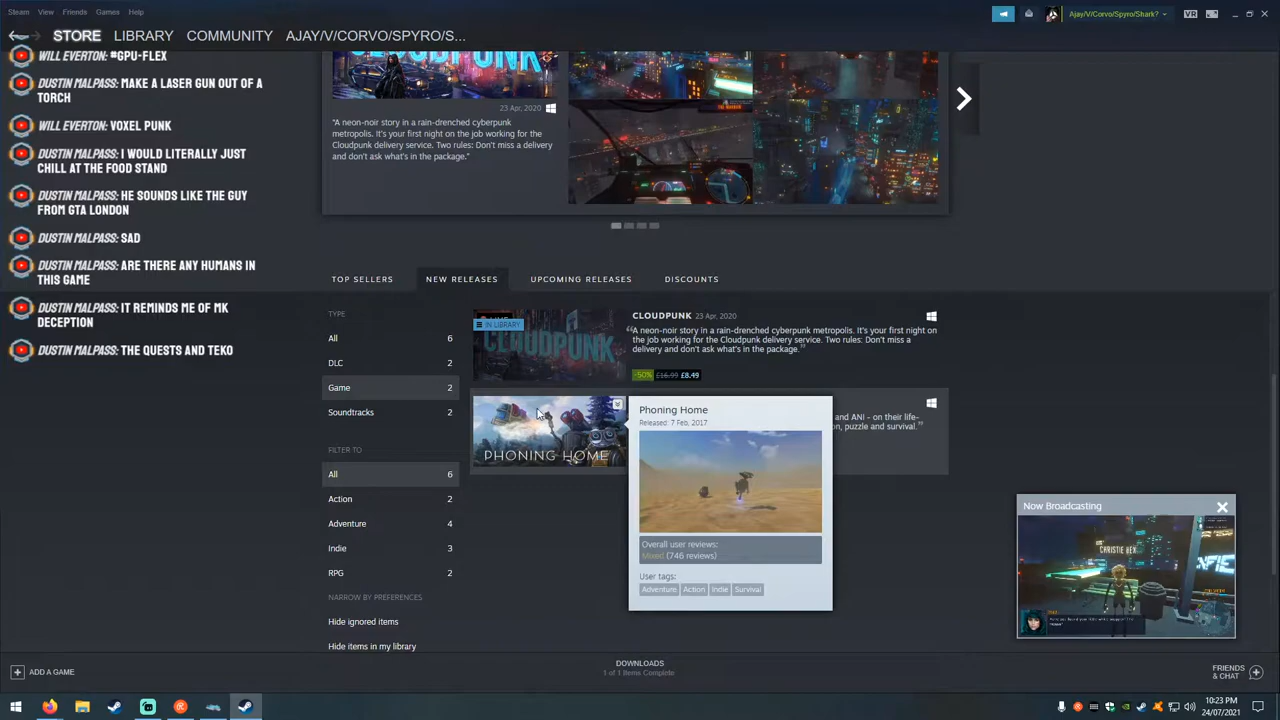 Steam View Friends Games Help
Ajay/V/Corvo/Spyro/Shark?
VR
STORE LIBRARY COMMUNITY AJAY/V/CORVO/SPYRO/S...
WILL EVERTON: #GPU-FLEX
DUSTIN MALPASS: MAKE A LASER GUN OUT OF A
TORCH
WILL EVERTON: VOXEL PUNK
DUSTIN MALPASS: I WOULD LITERALLY JUST
CHILL AT THE FOOD STAND
DUSTIN MALPASS: HE SOUNDS LIKE THE GUY
FROM GTA LONDON
DUSTIN MALPASS: SAD
DUSTIN MALPASS: ARE THERE ANY HUMANS IN
THIS GAME
DUSTIN MALPASS: IT REMINDS ME OF MK
DECEPTION
DUSTIN MALPASS: THE QUESTS AND TEKO
CLOUDPUNK
23 Apr, 2020
"A neon-noir story in a rain-drenched cyberpunk
metropolis. It's your first night on the job working for the
Cloudpunk delivery service. Two rules: Don't miss a
delivery and don't ask what's in the package."
TOP SELLERS NEW RELEASES UPCOMING RELEASES DISCOUNTS
TYPE
All 6
DLC 2
Game 2
Soundtracks 2
FILTER TO
All 6
Action 2
Adventure 4
Indie 3
RPG 2
NARROW BY PREFERENCES
Hide ignored items
Hide items in my library
LIVE
IN LIBRARY
CLOUDPUNK
CLOUDPUNK 23 Apr, 2020
"A neon-noir story in a rain-drenched cyberpunk metropolis. It's your first night on
the job working for the Cloudpunk delivery service. Two rules: Don't miss a
delivery and don't ask what's in the package."
-50% £16.99 £8.49
PHONING HOME
Phoning Home
Released: 7 Feb, 2017
Overall user reviews:
Mixed (746 reviews)
User tags:
Adventure Action Indie Survival
and ANI - on their life-
on, puzzle and survival."
Now Broadcasting
CHRISTIE BER
ADD A GAME
DOWNLOADS
1 of 1 Items Complete
FRIENDS
& CHAT
10:23 PM
24/07/2021